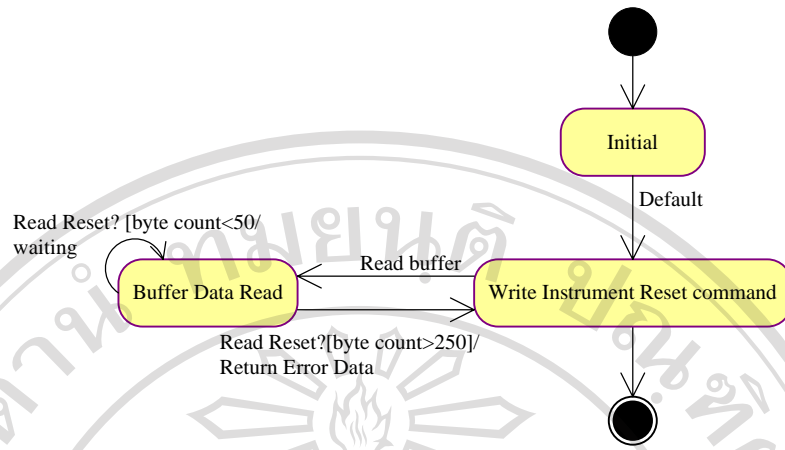 Initial
Default
Read Reset? [byte count<50/
waiting
Read buffer
Buffer Data Read
Write Instrument Reset command
Read Reset?[byte count>250]/
Return Error Data